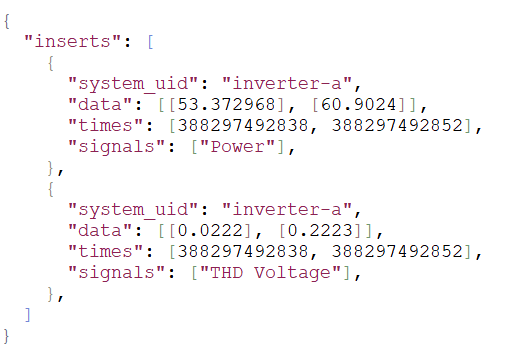 {
  "inserts": [
    {
      "system_uid": "inverter-a",
      "data": [[53.372968], [60.9024]],
      "times": [388297492838, 388297492852],
      "signals": ["Power"],
    },
    {
      "system_uid": "inverter-a",
      "data": [[0.0222], [0.2223]],
      "times": [388297492838, 388297492852],
      "signals": ["THD Voltage"],
    },
  ]
}